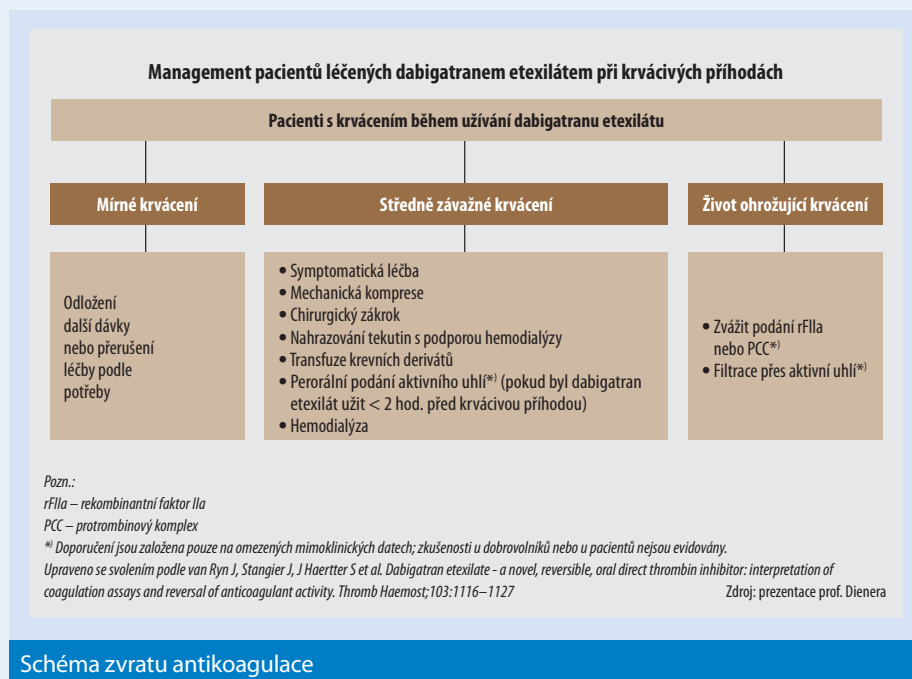 Management pacientů léčených dabigatranem etexilátem při krvácivých příhodách
Pacienti s krvácením během užívání dabigatranu etexilátu
Mírné krvácení
Odložení
další dávky
nebo přerušení
léčby podle
potřeby
Středně závažné krvácení
• Symptomatická léčba
• Mechanická komprese
• Chirurgický zákrok
• Nahrazování tekutin s podporou hemodialýzy
• Transfuze krevních derivátů
• Perorální podání aktivního uhlí*) (pokud byl dabigatran
etexilát užit < 2 hod. před krvácivou příhodou)
• Hemodialýza
Život ohrožující krvácení
• Zvážit podání rFIIa
nebo PCC*)
• Filtrace přes aktivní uhlí*)
Pozn.:
rFIIa – rekombinantní faktor IIa
PCC – protrombinový komplex
*) Doporučení jsou založena pouze na omezených mimoklinických datech; zkušenosti u dobrovolníků nebo u pacientů nejsou evidovány.
Upraveno se svolením podle van Ryn J, Stangier J, J Haertter S et al. Dabigatran etexilate - a novel, reversible, oral direct thrombin inhibitor: interpretation of
coagulation assays and reversal of anticoagulant activity. Thromb Haemost;103:1116–1127
Zdroj: prezentace prof. Dienera
Schéma zvratu antikoagulace